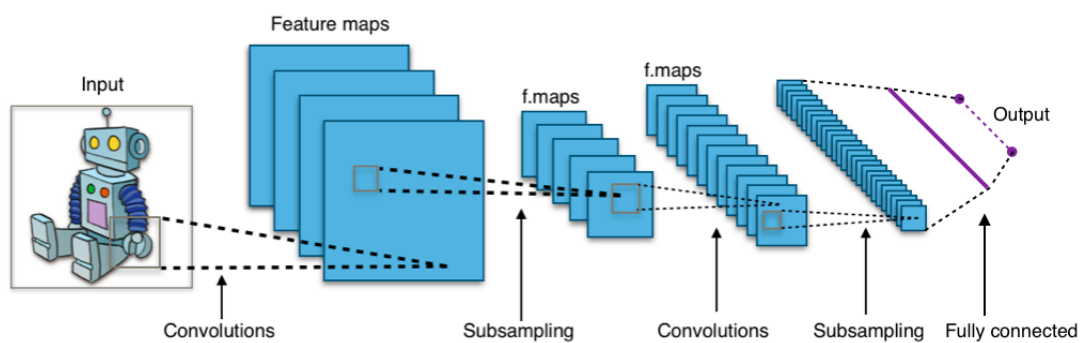 Feature maps
f.maps
f.maps
Input
Output
Convolutions
Subsampling
Convolutions
Subsampling
Fully connected